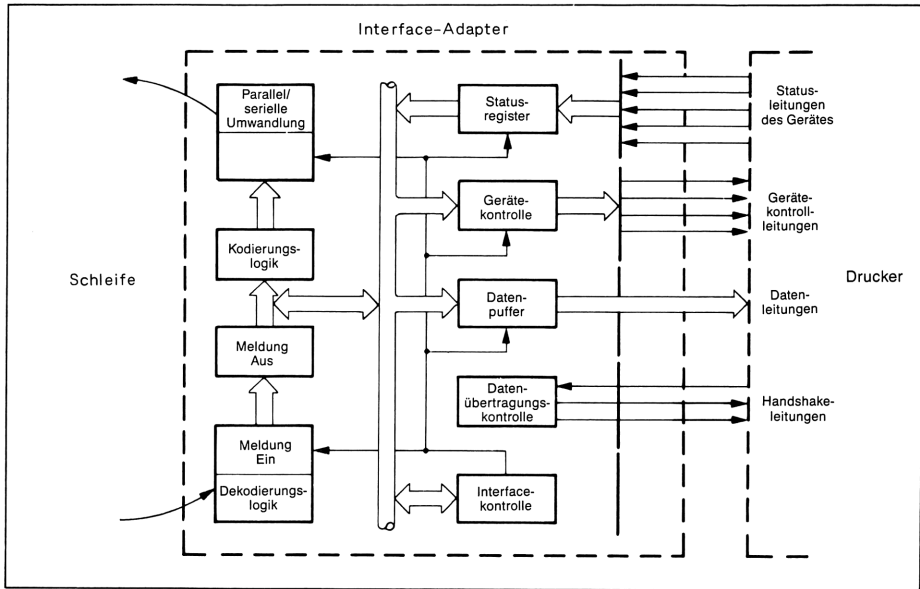 Interface-Adapter
Parallel/
serielle
Umwandlung
Status-
register
Status-
leitungen
des Gerätes
Geräte-
kontrolle
Geräte-
kontroll-
leitungen
Kodierungs-
logik
Schleife
Daten-
puffer
Daten-
leitungen
Drucker
Meldung
Aus
Daten-
übertragungs-
kontrolle
Handshake-
leitungen
Meldung
Ein
Dekodierungs-
logik
Interface-
kontrolle